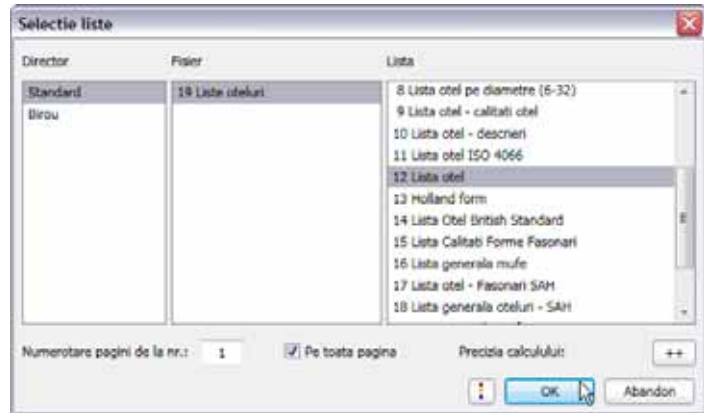 Selectie liste
Director
Fisier
Lista
Standard
Birou
19 Liste oteluri
8 Lista otel pe diametre (6-32)
9 Lista otel - calitati otel
10 Lista otel - descrieri
11 Lista otel ISO 4066
12 Lista otel
13 Holland form
14 Lista Otel British Standard
15 Lista Calitati Forme Fasonari
16 Lista generala mufe
17 Lista otel - Fasonari SAH
18 Lista generala oteluri - SAH
Numerotare pagini de la nr.: 1
Pe toata pagina
Precizia calculului: ++
OK
Abandon